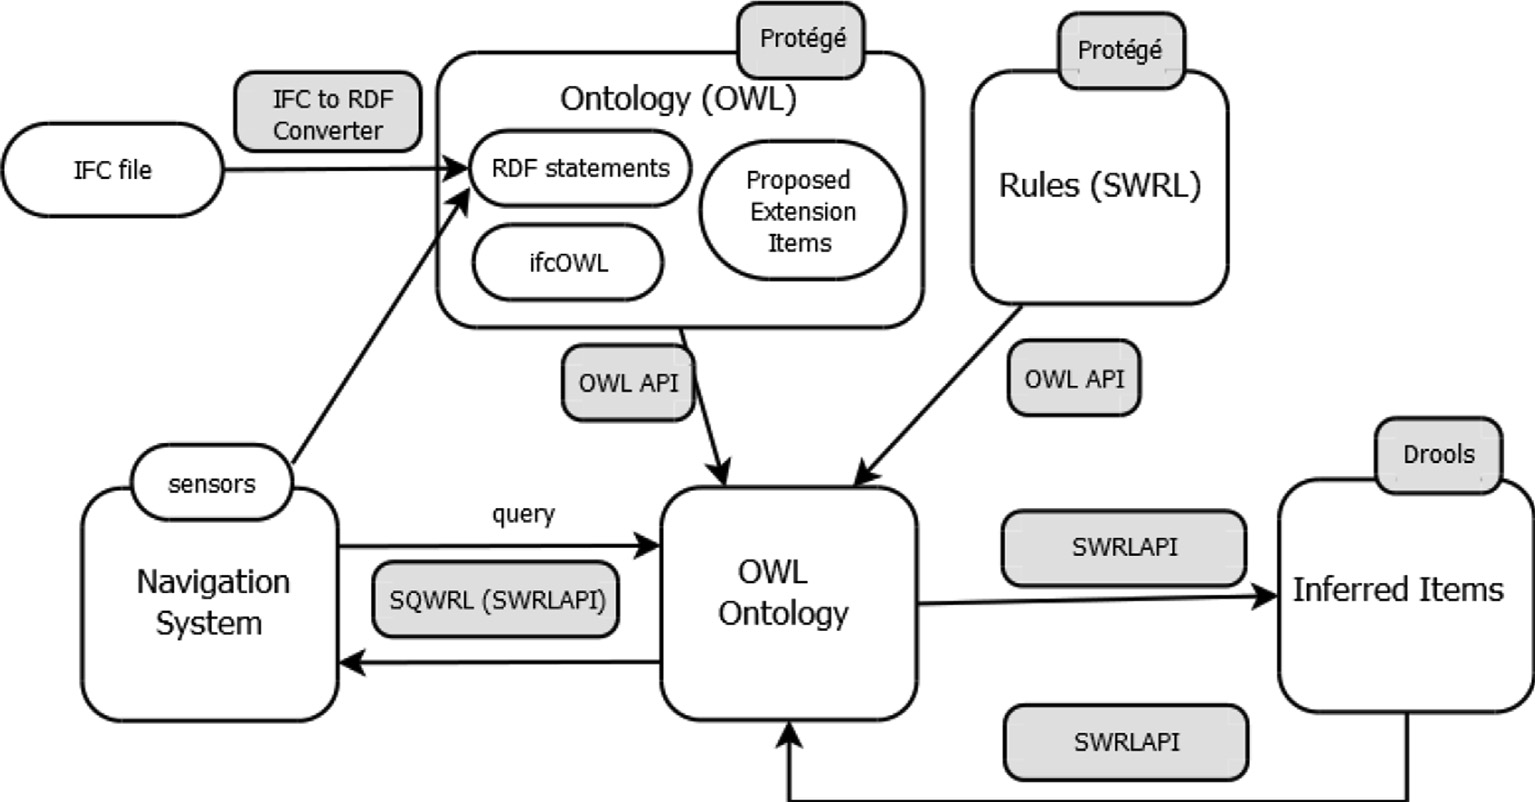 Protégé
Protégé
IFC to RDF
Converter
Ontology (OWL)
IFC file
RDF statements
Proposed
Extension
Items
Rules (SWRL)
ifcOWL
OWL API
OWL API
sensors
Drools
query
Navigation
System
SQWRL (SWRLAPI)
OWL
Ontology
SWRLAPI
Inferred Items
SWRLAPI